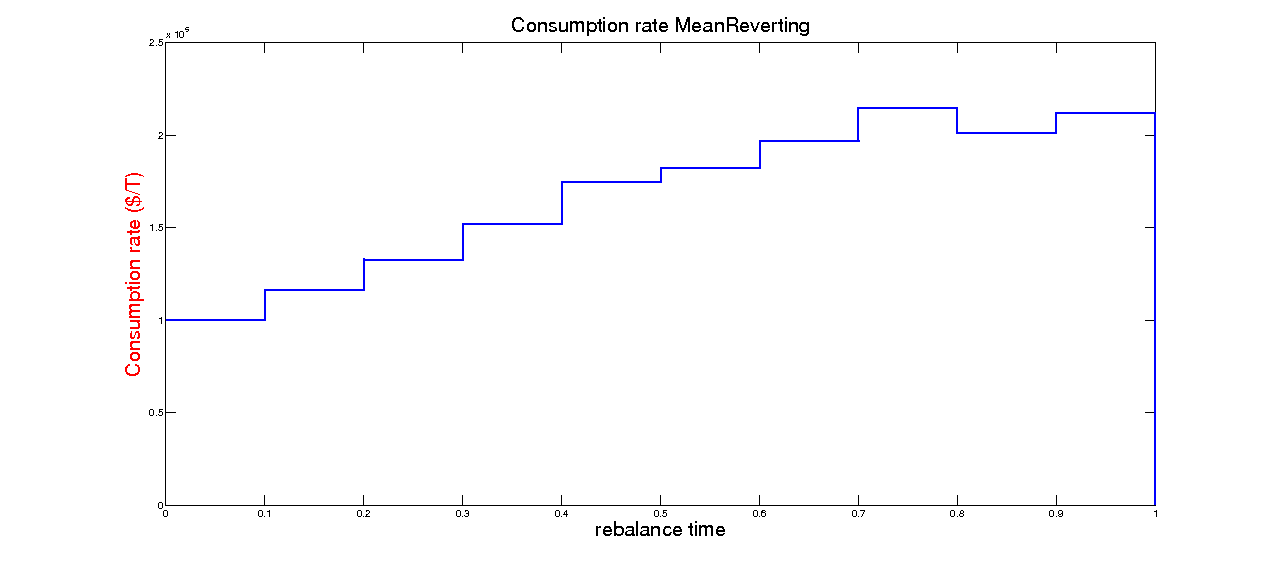 Consumption rate MeanReverting
x 10
2.5
2
1.5
1
0.5
0
Consumption rate ($/T)
0 0.1 0.2 0.3 0.4 0.5 0.6 0.7 0.8 0.9 1
rebalance time